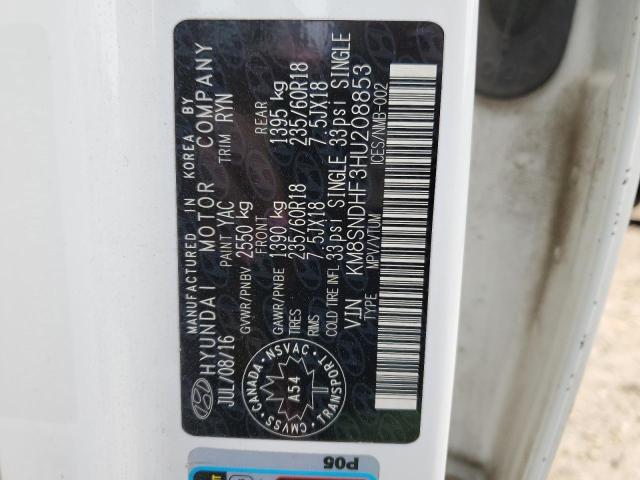 MANUFACTURED IN KOREA BY
HYUNDAI MOTOR COMPANY
JUL/08/16 PAINT YAC TRIM RYN
GVWR/PNBV 2550 kg
FRONT REAR
GAWR/PNBE 1390 kg 1395 kg
TIRES 235/60R18 235/60R18
RIMS 7.5JX18 7.5JX18
COLD TIRE INFL 33psi SINGLE 33psi SINGLE
VIN KM8SNDHF3HU208853
TYPE MPV/VTUM ICES/NMB-002
CANADA NSVAC
A54
CMVSS TRANSPORT
P05